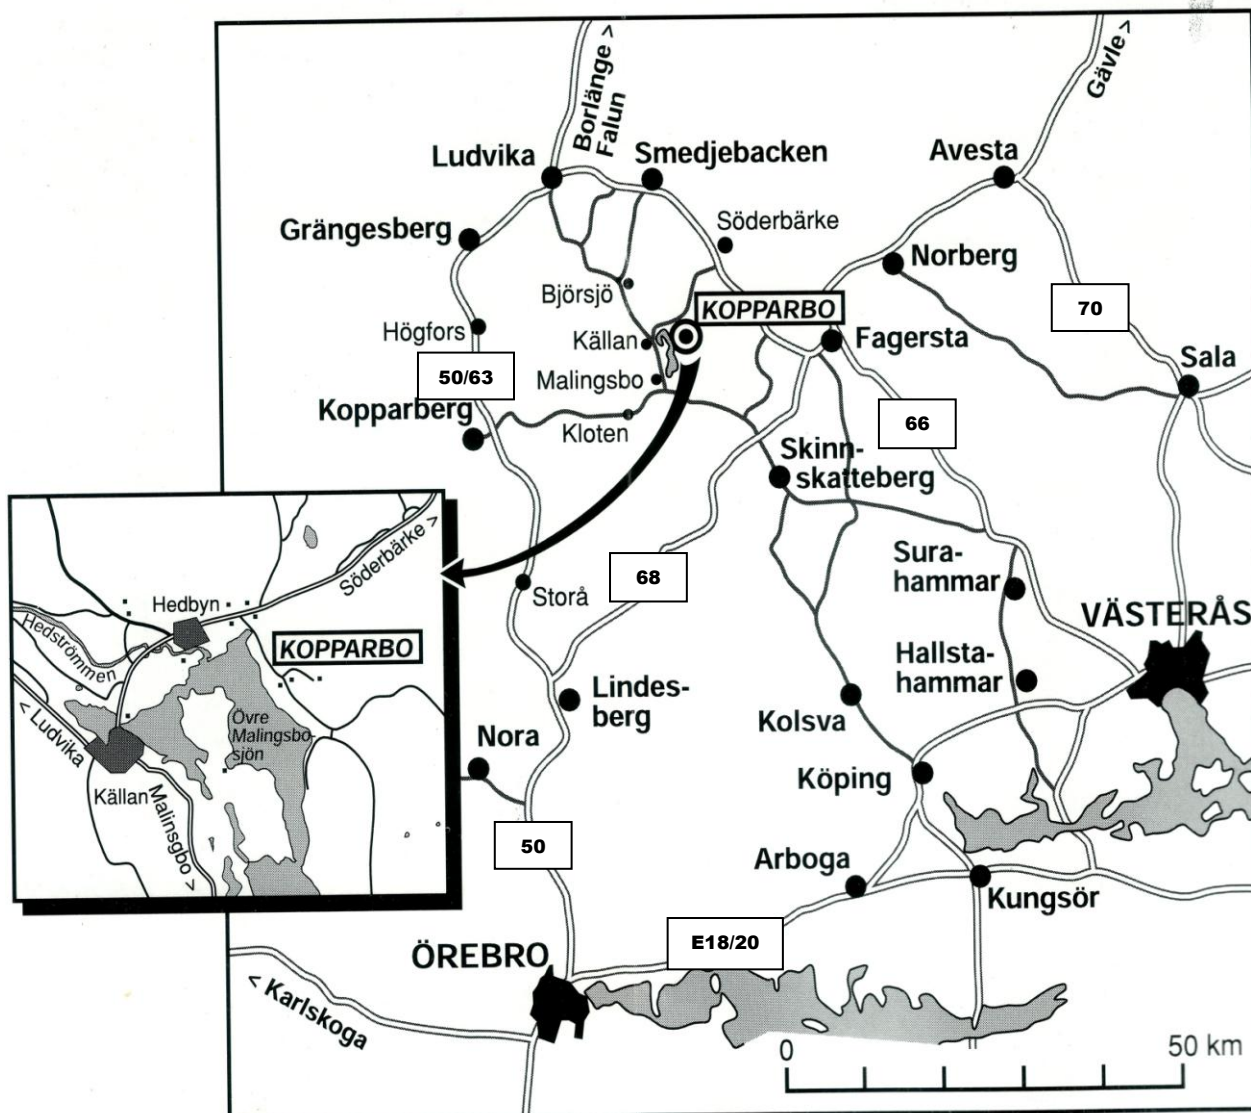 Borlänge >
Falun
Gävle >
Ludvika
Smedjebacken
Avesta
Söderbärke
Grängesberg
Norberg
Björsjö
KOPPARBO
70
Högfors
Källan
Fagersta
Sala
50/63
Malingsbo
Kopparberg
66
Kloten
Skinn-
skatteberg
Söderbärke >
Sura-
hammar
68
Storå
Hedbyn
Hedströmmen
KOPPARBO
VÄSTERÅS
Hallsta-
hammar
Lindes-
berg
Kolsva
< Ludvika
Övre
Malingsbo-
sjön
Nora
Köping
Källan
Malinsgbo >
50
Arboga
Kungsör
E18/20
ÖREBRO
< Karlskoga
0
50 km